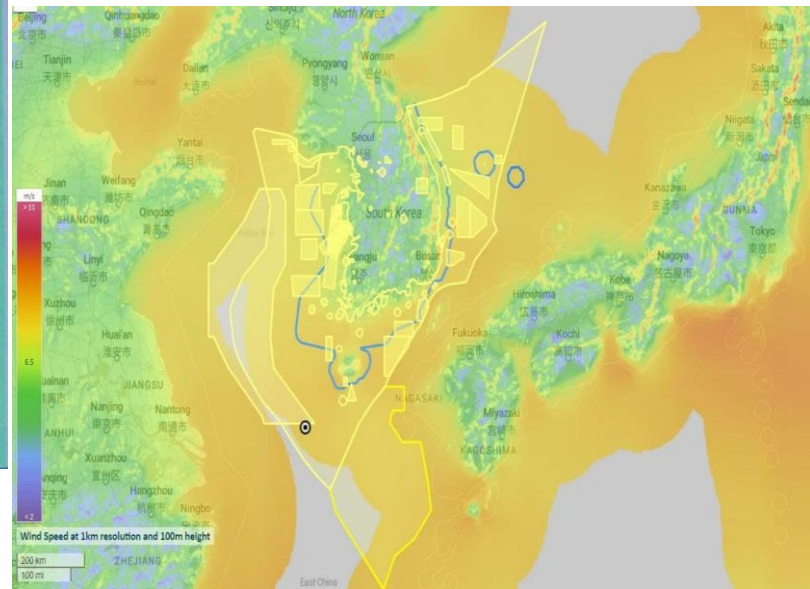 Beijing
北京市
Qinhuangdao
秦皇岛市
North Korea
Tianjin
天津市
Dalian
大连市
Pyongyang
평양시
Wonsan
Seoul
Yantai
烟台市
Jinan
济南市
Weifang
潍坊市
SHANDONG
Qingdao
青岛市
South Korea
Linyi
临沂市
Busan
Xuzhou
徐州市
Huai'an
淮安市
JIANGSU
Nanjing
南京市
Nantong
南通市
Xuanzhou
宣州区
Hangzhou
杭州市
Ningbo
ZHEJIANG
East China
Akita
秋田市
Sakata
酒田市
Niigata
新潟市
Kanazawa
金沢市
Tokyo
東京都
Nagoya
名古屋市
Kobe
神戸市
Hiroshima
広島市
Fukuoka
福岡市
Kochi
高知市
NAGASAKI
Miyazaki
宮崎市
KAGOSHIMA
m/s
> 11
6.5
< 2
Wind Speed at 1km resolution and 100m height
200 km
100 mi